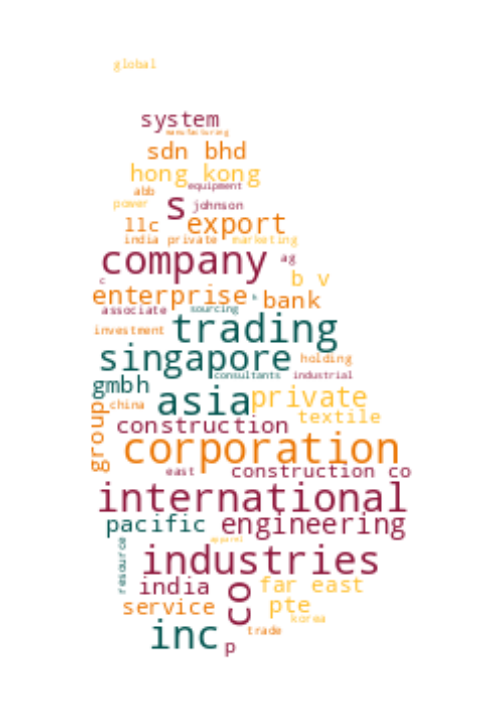 global
system
manufacturing
sdn bhd
hong kong
equipment
abb
power
s
johnson
llc
export
india private
marketing
company
ag
c
b v
enterprise
h
bank
associate
sourcing
investment
trading
singapore
holding
gmbh
consultants
industrial
group
china
asia
private
textile
construction
corporation
east
construction co
international
pacific
engineering
resource
apparel
industries
india
co
far east
service
pte
korea
inc
trade
p